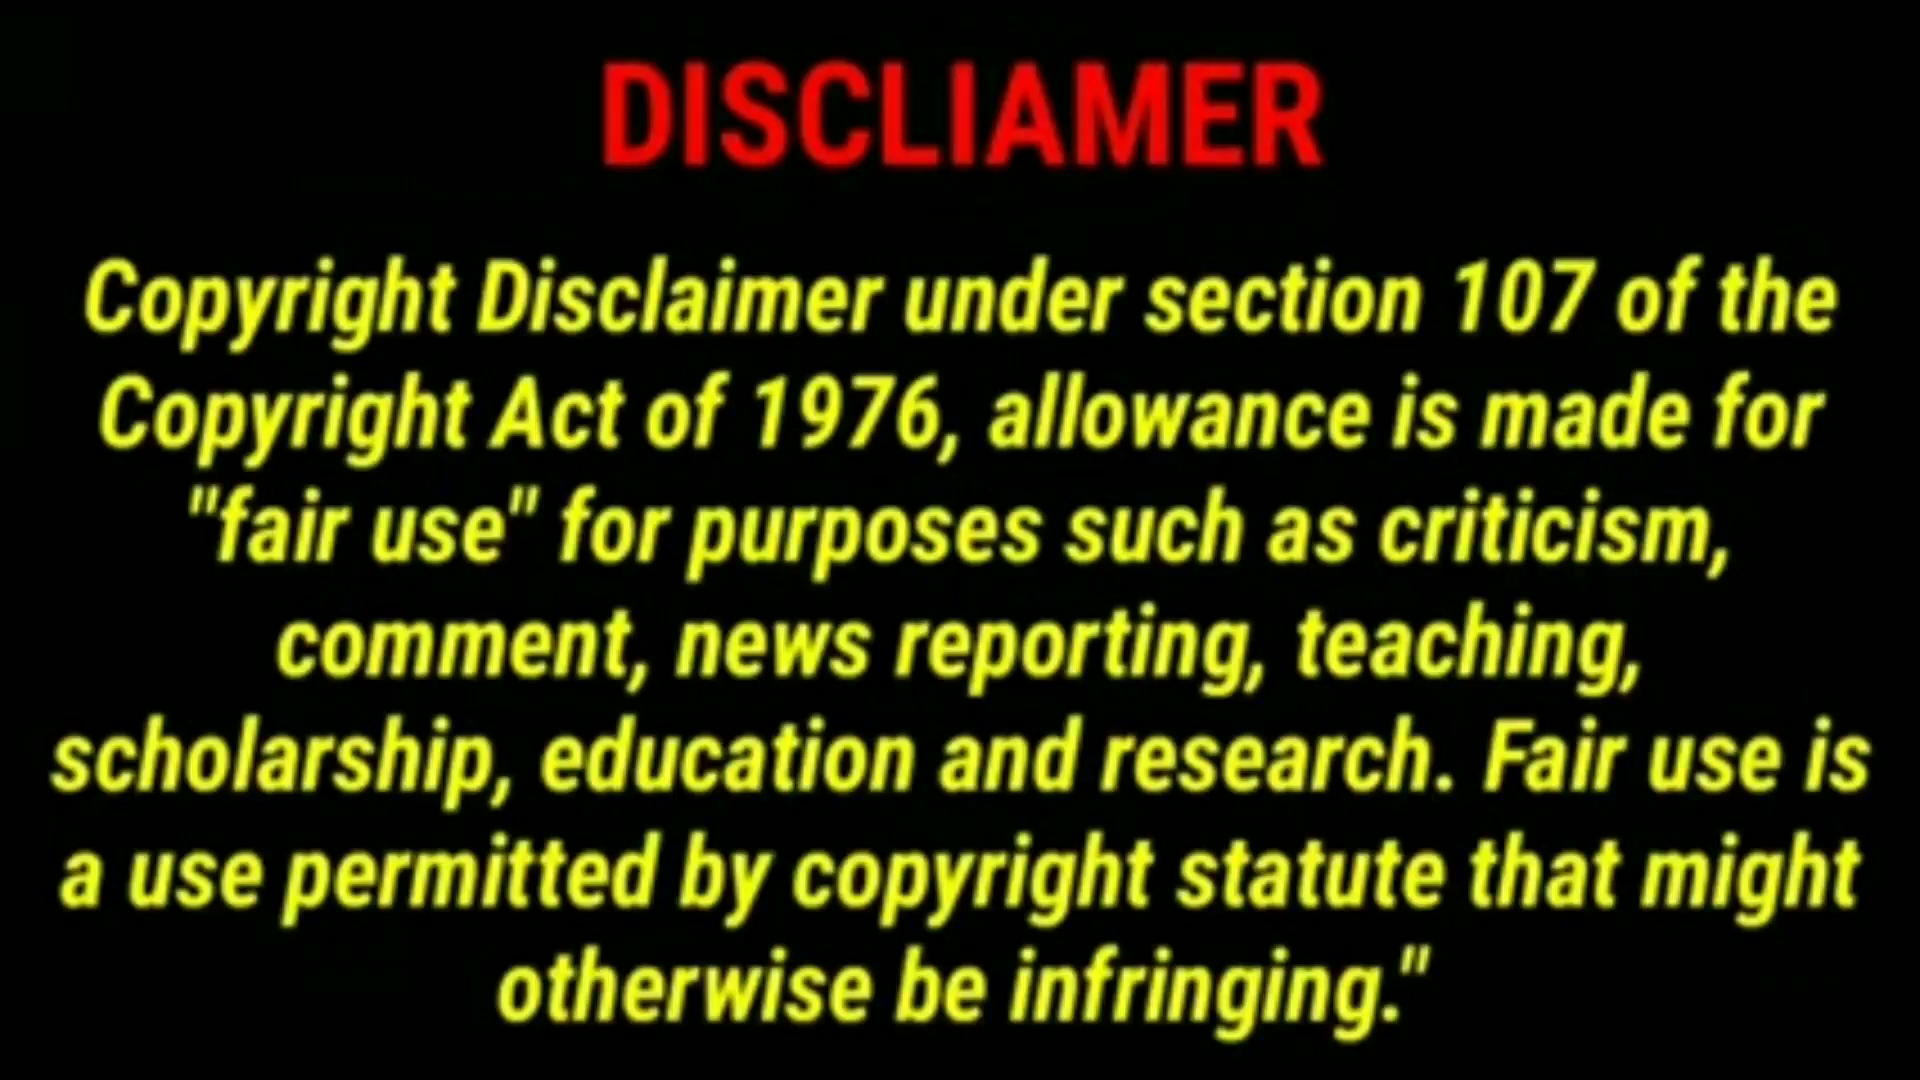 DISCLIAMER
Copyright Disclaimer under section 107 of the
Copyright Act of 1976, allowance is made for
"fair use" for purposes such as criticism,
comment, news reporting, teaching,
scholarship, education and research. Fair use is
a use permitted by copyright statute that might
otherwise be infringing."